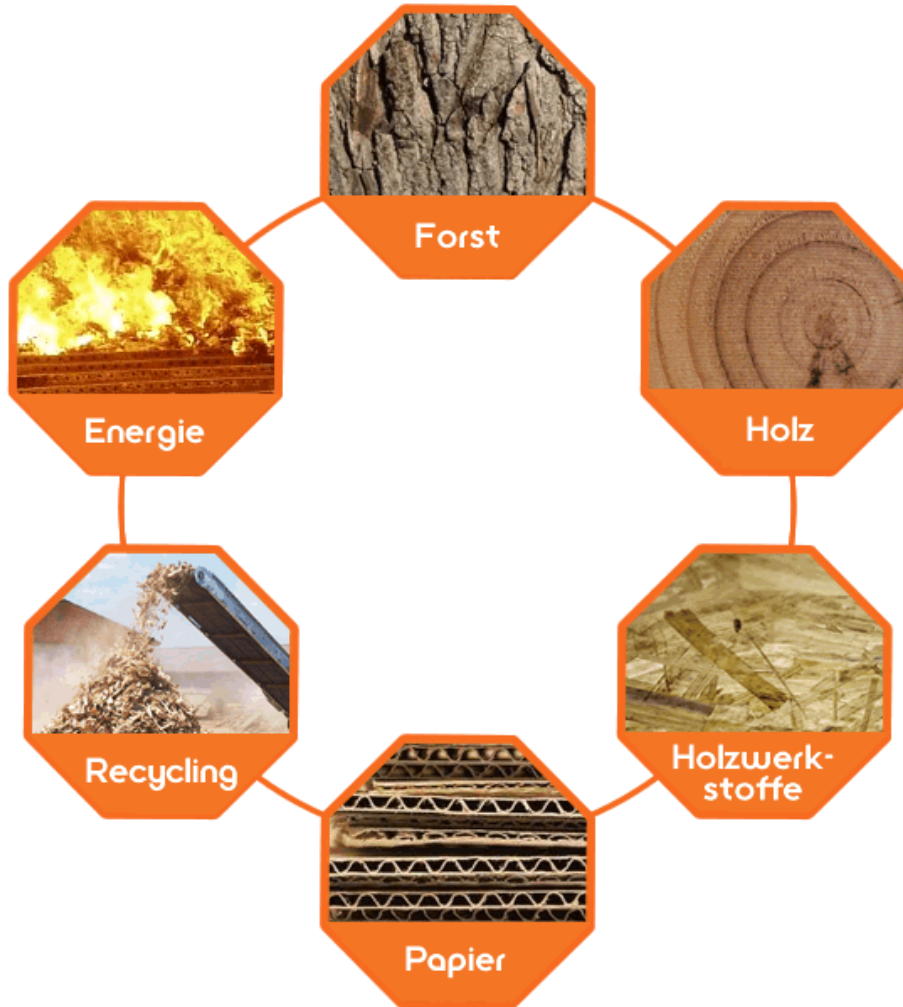 Forst
Holz
Holzwerk-
stoffe
Papier
Recycling
Energie